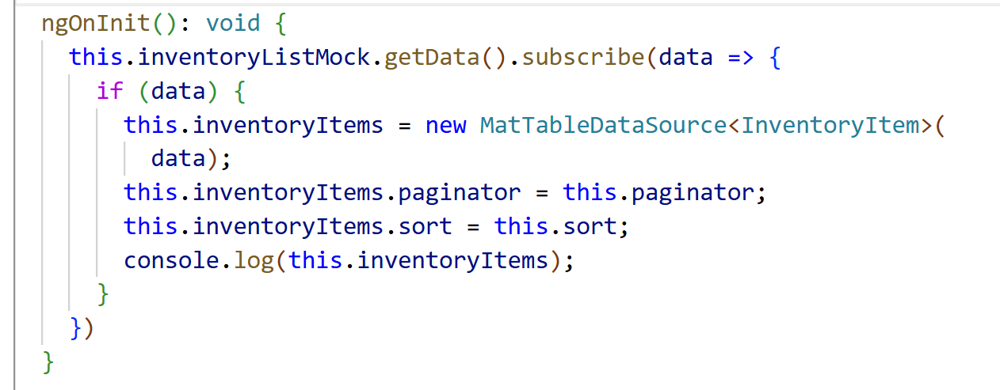 ngOnInit(): void {
  this.inventoryListMock.getData().subscribe(data => {
    if (data) {
      this.inventoryItems = new MatTableDataSource<InventoryItem>(
        data);
      this.inventoryItems.paginator = this.paginator;
      this.inventoryItems.sort = this.sort;
      console.log(this.inventoryItems);
    }
  })
}